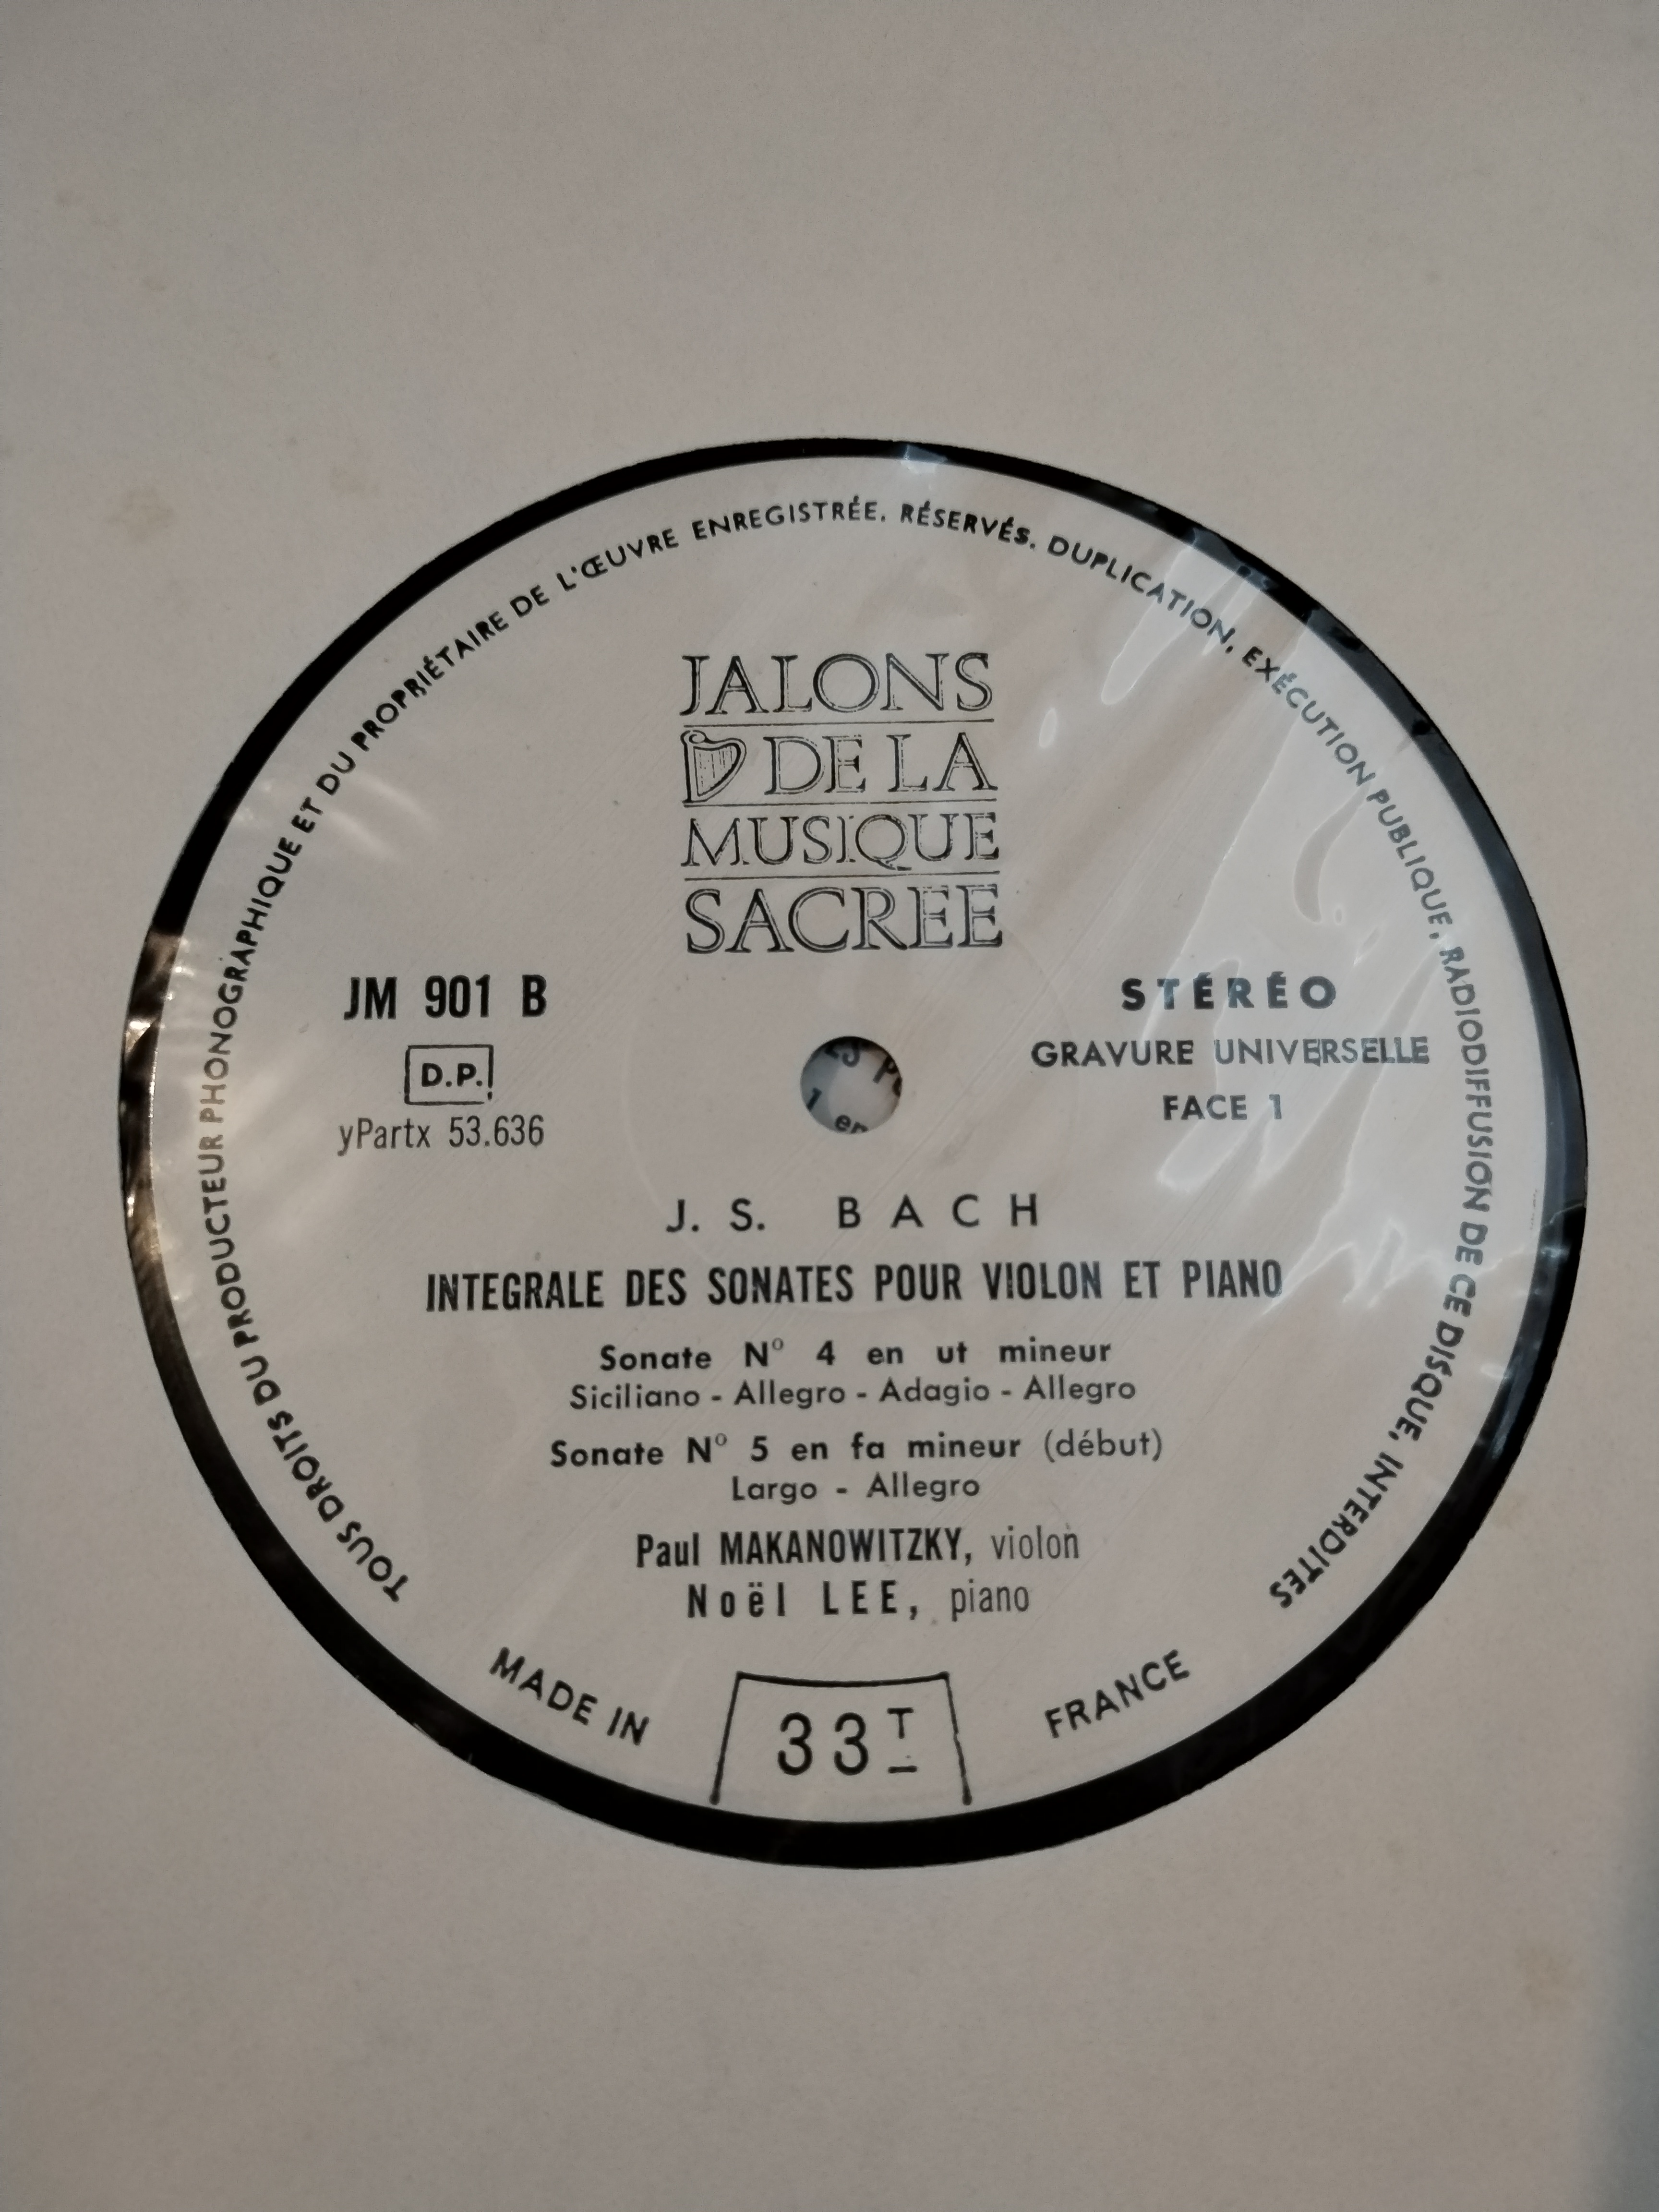 TOUS DROITS DU PRODUCTEUR PHONOGRAPHIQUE ET DU PROPRIÉTAIRE DE L'ŒUVRE ENREGISTRÉE. RÉSERVÉS. DUPLICATION, EXÉCUTION PUBLIQUE, RADIODIFFUSION DE CE DISQUE, INTERDITES
JALONS
DE LA
MUSIQUE
SACREE
JM 901 B
D.P.
yPartx 53.636
STÉRÉO
GRAVURE UNIVERSELLE
FACE 1
J. S. BACH
INTEGRALE DES SONATES POUR VIOLON ET PIANO
Sonate Nº 4 en ut mineur
Siciliano - Allegro - Adagio - Allegro
Sonate Nº 5 en fa mineur (début)
Largo - Allegro
Paul MAKANOWITZKY, violon
Noël LEE, piano
MADE IN
33T
FRANCE